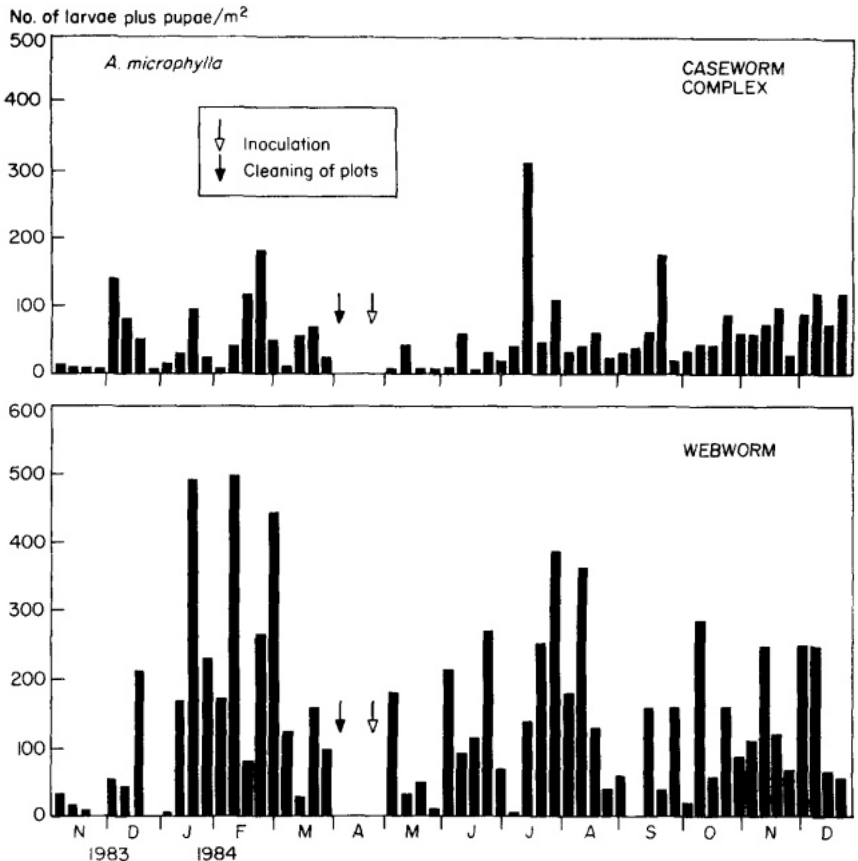 No. of larvae plus pupae/m²
500
A. microphylla
CASEWORM
COMPLEX
400
Inoculation
Cleaning of plots
300
200
100
0
600
WEBWORM
500
400
300
200
100
0
N D J F M A M J J A S O N D
1983 1984